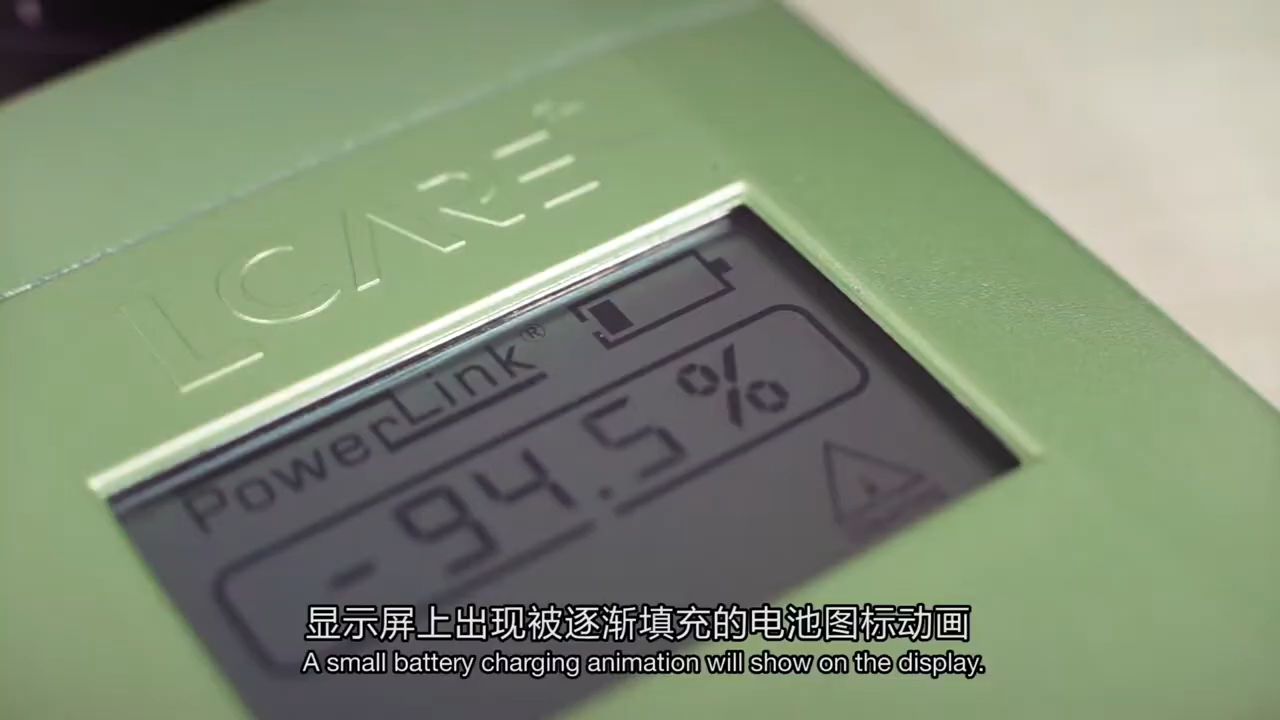 LCARE+
PowerLink®
-94.5%
显示屏上出现被逐渐填充的电池图标动画
A small battery charging animation will show on the display.